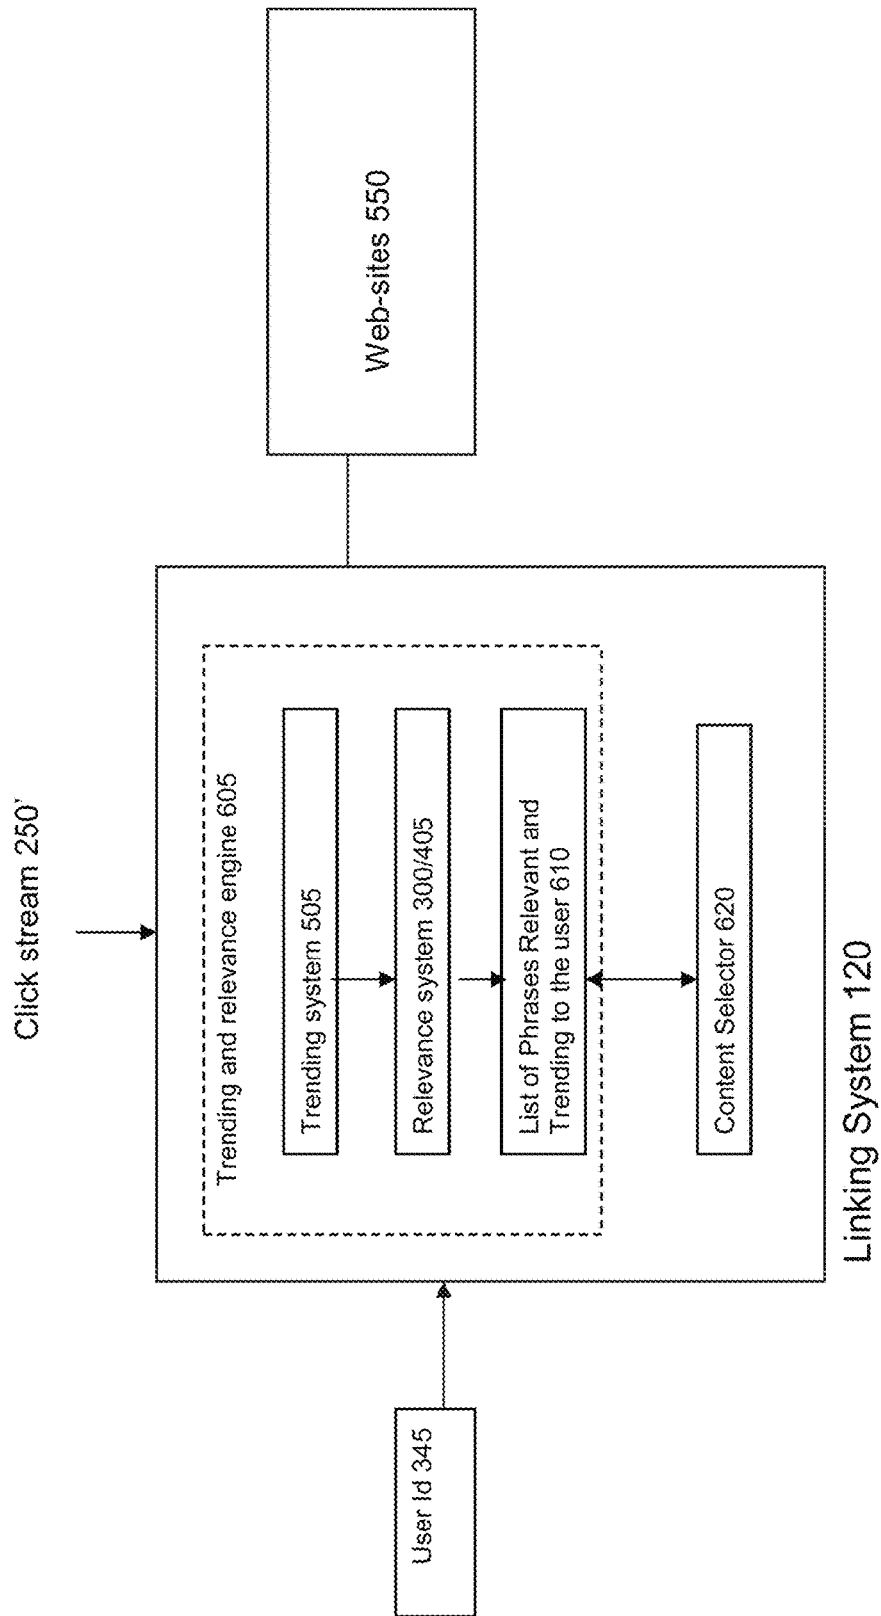 Click stream 250'
Trending and relevance engine 605
Trending system 505
Relevance system 300/405
List of Phrases Relevant and
Trending to the user 610
Content Selector 620
Linking System 120
User Id 345
Web-sites 550